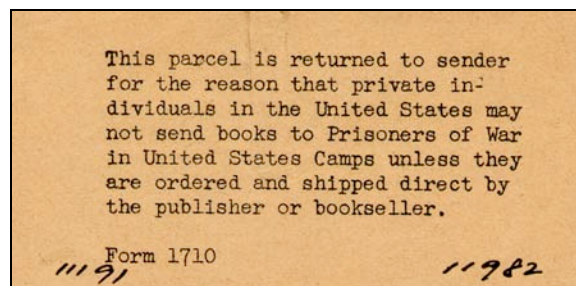 This parcel is returned to sender
for the reason that private in-
dividuals in the United States may
not send books to Prisoners of War
in United States Camps unless they
are ordered and shipped direct by
the publisher or bookseller.
Form 1710
11191
11982